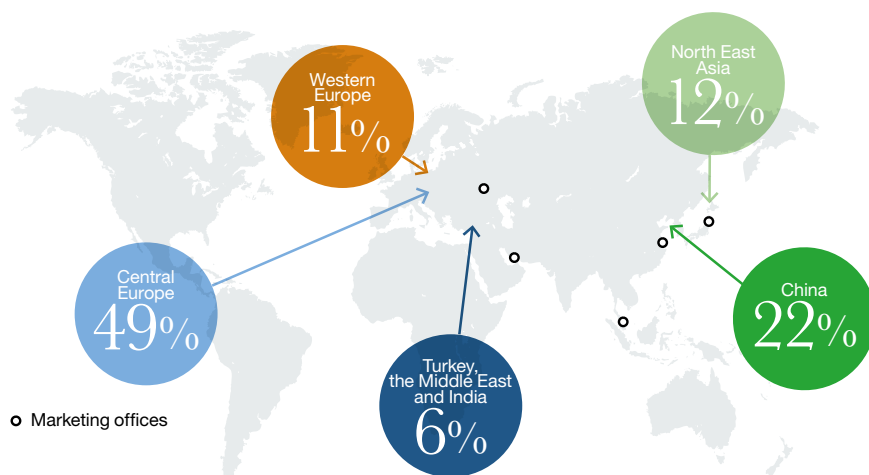 Western
Europe
11%
North East
Asia
12%
Central
Europe
49%
China
22%
Turkey,
the Middle East
and India
6%
Marketing offices